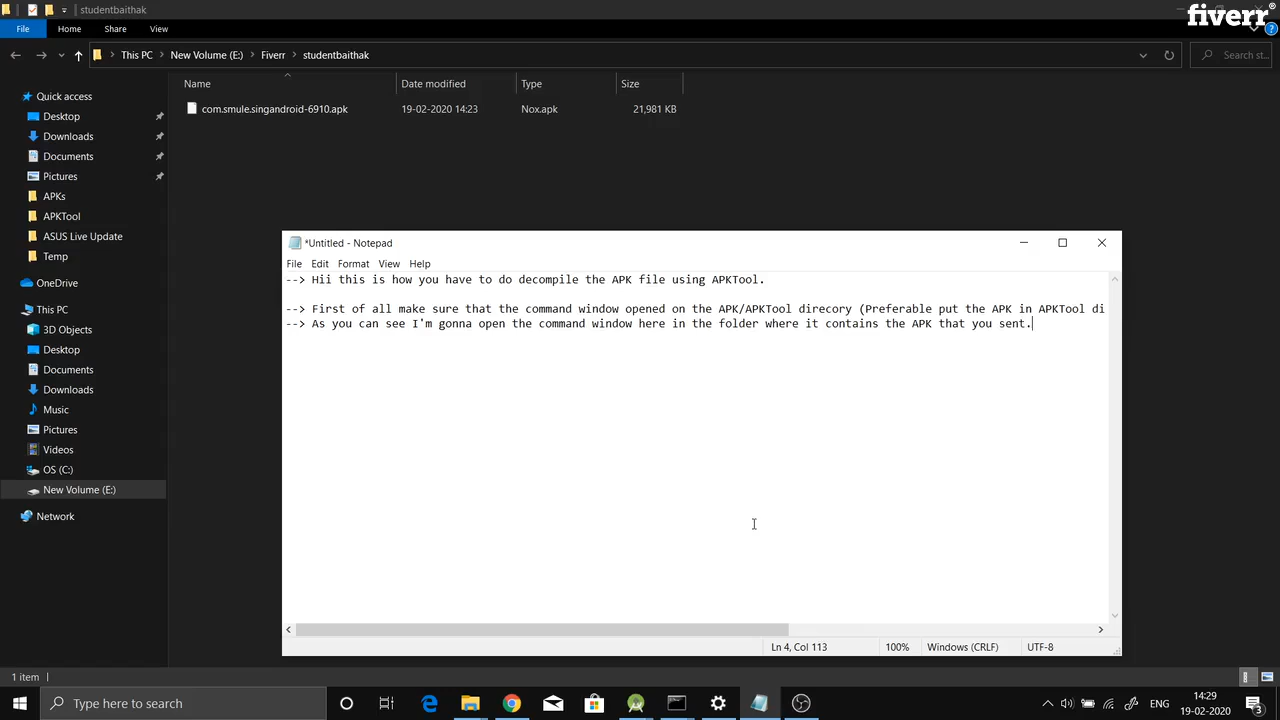 studentbaithak
fiverr®
File Home Share View
This PC New Volume (E:) Fiverr studentbaithak
Search st...
Name Date modified Type Size
com.smule.singandroid-6910.apk 19-02-2020 14:23 Nox.apk 21,981 KB
Quick access
Desktop
Downloads
Documents
Pictures
APKs
APKTool
ASUS Live Update
Temp
OneDrive
This PC
3D Objects
Desktop
Documents
Downloads
Music
Pictures
Videos
OS (C:)
New Volume (E:)
Network
*Untitled - Notepad
File Edit Format View Help
--> Hii this is how you have to do decompile the APK file using APKTool.
--> First of all make sure that the command window opened on the APK/APKTool direcory (Preferable put the APK in APKTool di
--> As you can see I'm gonna open the command window here in the folder where it contains the APK that you sent.
Ln 4, Col 113 100% Windows (CRLF) UTF-8
1 item
Type here to search
ENG
14:29
19-02-2020
3